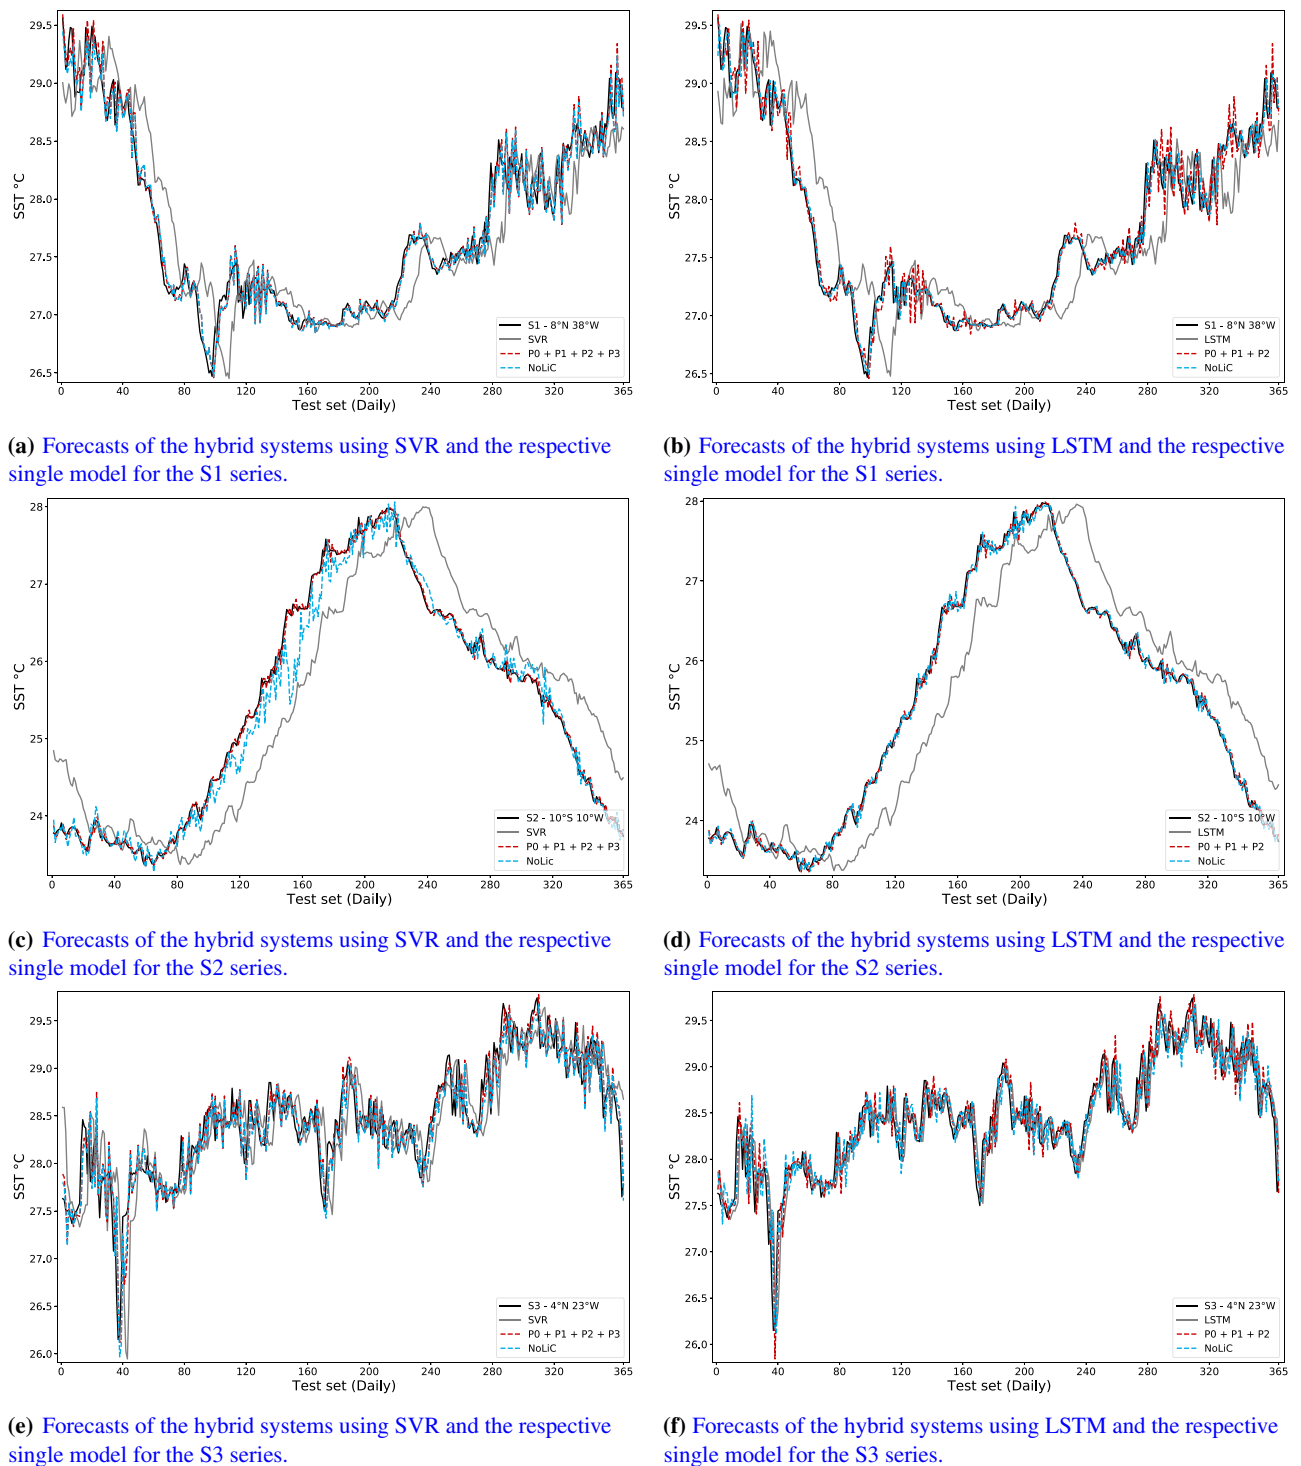 29.5
29.0
28.5
28.0
27.5
27.0
26.5
SST °C
0 40 80 120 160 200 240 280 320 365
Test set (Daily)
S1 - 8°N 38°W
SVR
P0 + P1 + P2 + P3
NoLiC
(a) Forecasts of the hybrid systems using SVR and the respective
single model for the S1 series.
29.5
29.0
28.5
28.0
27.5
27.0
26.5
SST °C
0 40 80 120 160 200 240 280 320 365
Test set (Daily)
S1 - 8°N 38°W
LSTM
P0 + P1 + P2
NoLiC
(b) Forecasts of the hybrid systems using LSTM and the respective
single model for the S1 series.
28
27
26
25
24
SST °C
0 40 80 120 160 200 240 280 320 365
Test set (Daily)
S2 - 10°S 10°W
SVR
P0 + P1 + P2 + P3
NoLic
(c) Forecasts of the hybrid systems using SVR and the respective
single model for the S2 series.
28
27
26
25
24
SST °C
0 40 80 120 160 200 240 280 320 365
Test set (Daily)
S2 - 10°S 10°W
LSTM
P0 + P1 + P2
NoLic
(d) Forecasts of the hybrid systems using LSTM and the respective
single model for the S2 series.
29.5
29.0
28.5
28.0
27.5
27.0
26.5
26.0
SST °C
0 40 80 120 160 200 240 280 320 365
Test set (Daily)
S3 - 4°N 23°W
SVR
P0 + P1 + P2 + P3
NoLiC
(e) Forecasts of the hybrid systems using SVR and the respective
single model for the S3 series.
29.5
29.0
28.5
28.0
27.5
27.0
26.5
26.0
SST °C
0 40 80 120 160 200 240 280 320 365
Test set (Daily)
S3 - 4°N 23°W
LSTM
P0 + P1 + P2
NoLiC
(f) Forecasts of the hybrid systems using LSTM and the respective
single model for the S3 series.